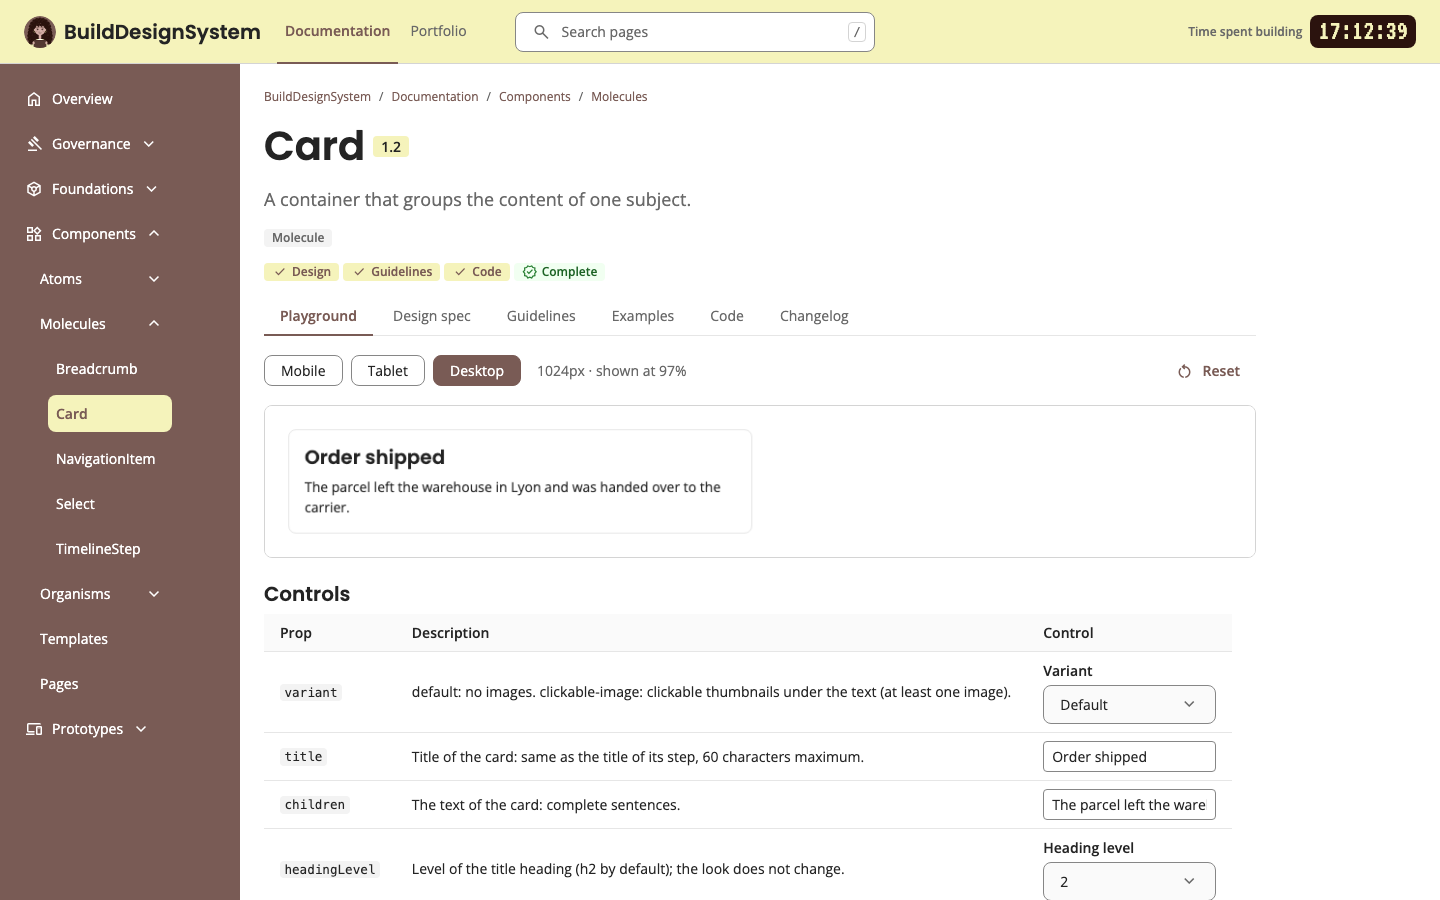 BuildDesignSystem
Documentation
Portfolio
Search pages
/
Time spent building
17:12:39
Overview
Governance
Foundations
Components
Atoms
Molecules
Breadcrumb
Card
NavigationItem
Select
TimelineStep
Organisms
Templates
Pages
Prototypes
BuildDesignSystem / Documentation / Components / Molecules
Card 1.2
A container that groups the content of one subject.
Molecule
Design Guidelines Code Complete
Playground Design spec Guidelines Examples Code Changelog
Mobile Tablet Desktop 1024px · shown at 97% Reset
Order shipped
The parcel left the warehouse in Lyon and was handed over to the
carrier.
Controls
Prop Description Control
Variant
variant default: no images. clickable-image: clickable thumbnails under the text (at least one image). Default
title Title of the card: same as the title of its step, 60 characters maximum. Order shipped
children The text of the card: complete sentences. The parcel left the ware
Heading level
headingLevel Level of the title heading (h2 by default); the look does not change. 2